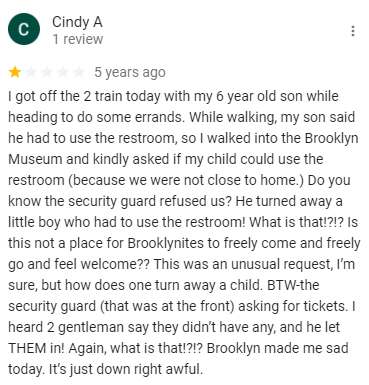 C
Cindy A
1 review
5 years ago
I got off the 2 train today with my 6 year old son while
heading to do some errands. While walking, my son said
he had to use the restroom, so I walked into the Brooklyn
Museum and kindly asked if my child could use the
restroom (because we were not close to home.) Do you
know the security guard refused us? He turned away a
little boy who had to use the restroom! What is that!?!? Is
this not a place for Brooklynites to freely come and freely
go and feel welcome?? This was an unusual request, I’m
sure, but how does one turn away a child. BTW-the
security guard (that was at the front) asking for tickets. I
heard 2 gentleman say they didn’t have any, and he let
THEM in! Again, what is that!?!? Brooklyn made me sad
today. It’s just down right awful.